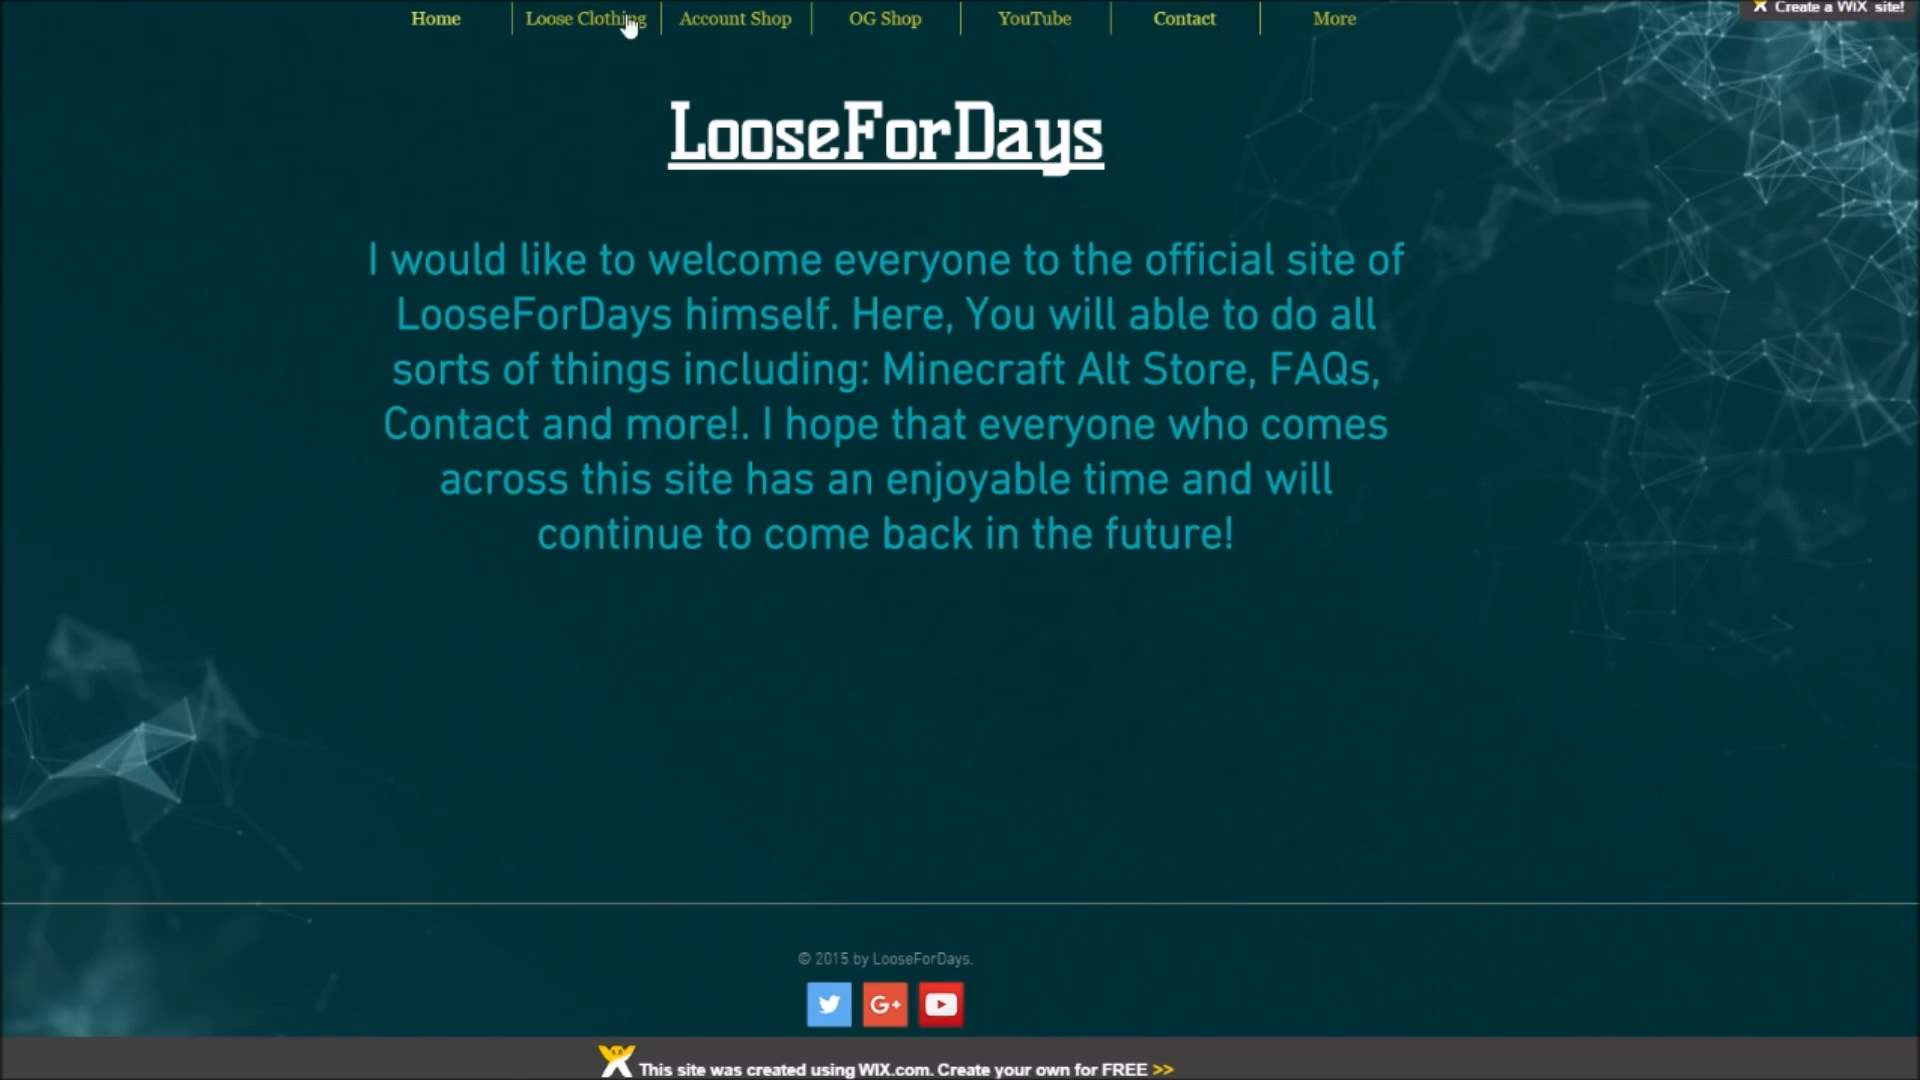 Home Loose Clothing Account Shop OG Shop YouTube Contact More
Create a WiX site!
LooseForDays
I would like to welcome everyone to the official site of
LooseForDays himself. Here, You will able to do all
sorts of things including: Minecraft Alt Store, FAQs,
Contact and more!. I hope that everyone who comes
across this site has an enjoyable time and will
continue to come back in the future!
© 2015 by LooseForDays.
G+
This site was created using WIX.com. Create your own for FREE >>